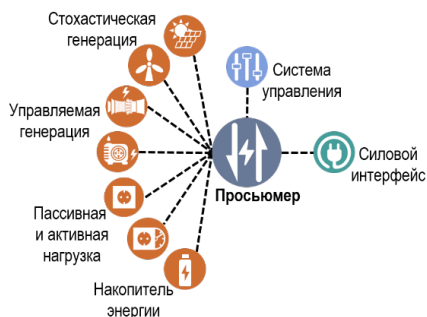 Стохастическая
генерация
Управляемая
генерация
Пассивная
и активная
нагрузка
Накопитель
энергии
Система
управления
Просьюмер
Силовой
интерфейс